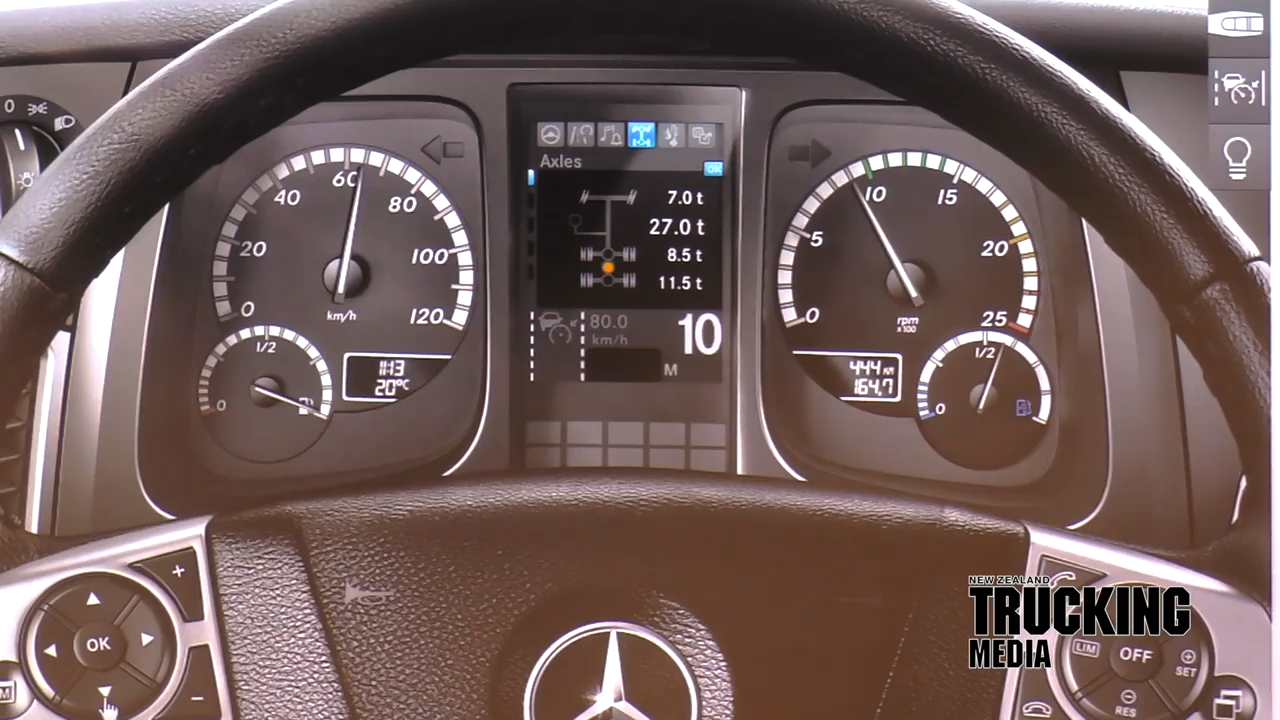 0
60
40
80
20
100
0
120
km/h
1/2
0
11:13
20°C
Axles
OK
7.0 t
27.0 t
8.5 t
11.5 t
80.0
km/h
10
M
10
15
5
20
0
25
rpm
x100
444 KM
164,7
1/2
0
+
OK
M
−
NEW ZEALAND
TRUCKING
MEDIA
LIM
OFF
SET
RES